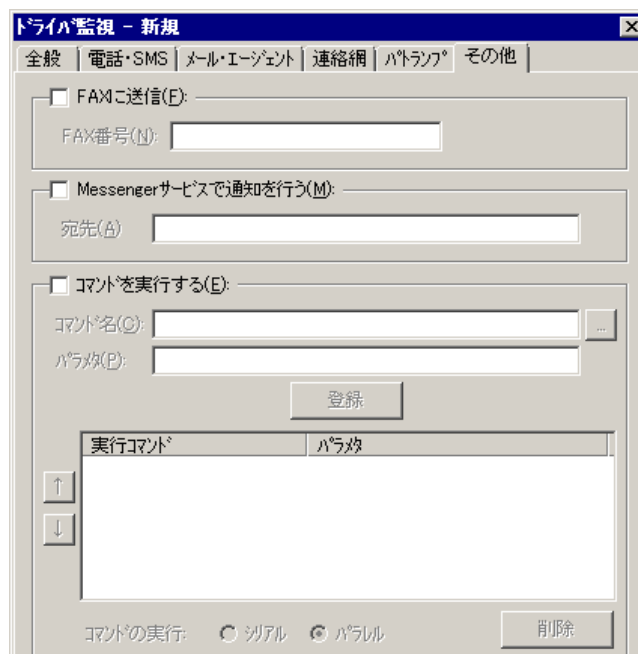 ﾄﾞﾗｲﾊﾞ監視 - 新規
全般 電話・SMS ﾒｰﾙ・ｴｰｼﾞｪﾝﾄ 連絡網 ﾊﾟﾄﾗﾝﾌﾟ その他
FAXに送信(F):
FAX番号(N):
Messengerｻｰﾋﾞｽで通知を行う(M):
宛先(A)
ｺﾏﾝﾄﾞを実行する(E):
ｺﾏﾝﾄﾞ名(C): ...
ﾊﾟﾗﾒﾀ(P):
登録
実行ｺﾏﾝﾄﾞ ﾊﾟﾗﾒﾀ
↑
↓
ｺﾏﾝﾄﾞの実行: ｼﾘｱﾙ ﾊﾟﾗﾚﾙ 削除